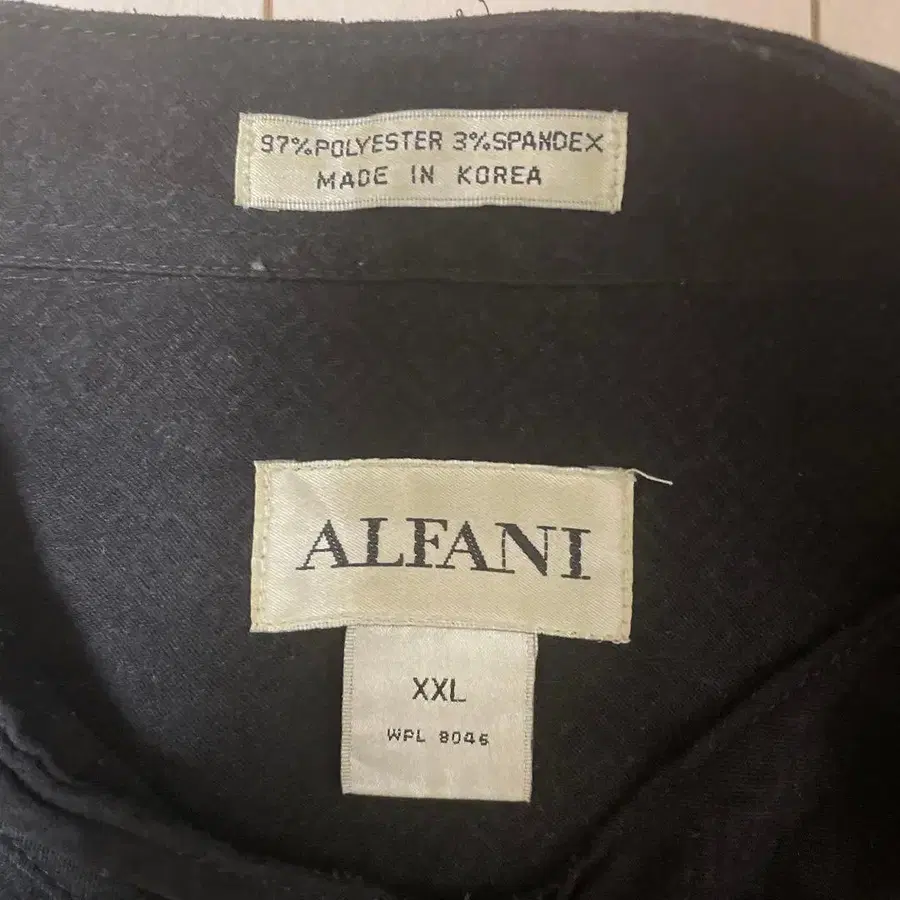 97%POLYESTER 3%SPANDEX
MADE IN KOREA
ALFANI
XXL
WPL 8046